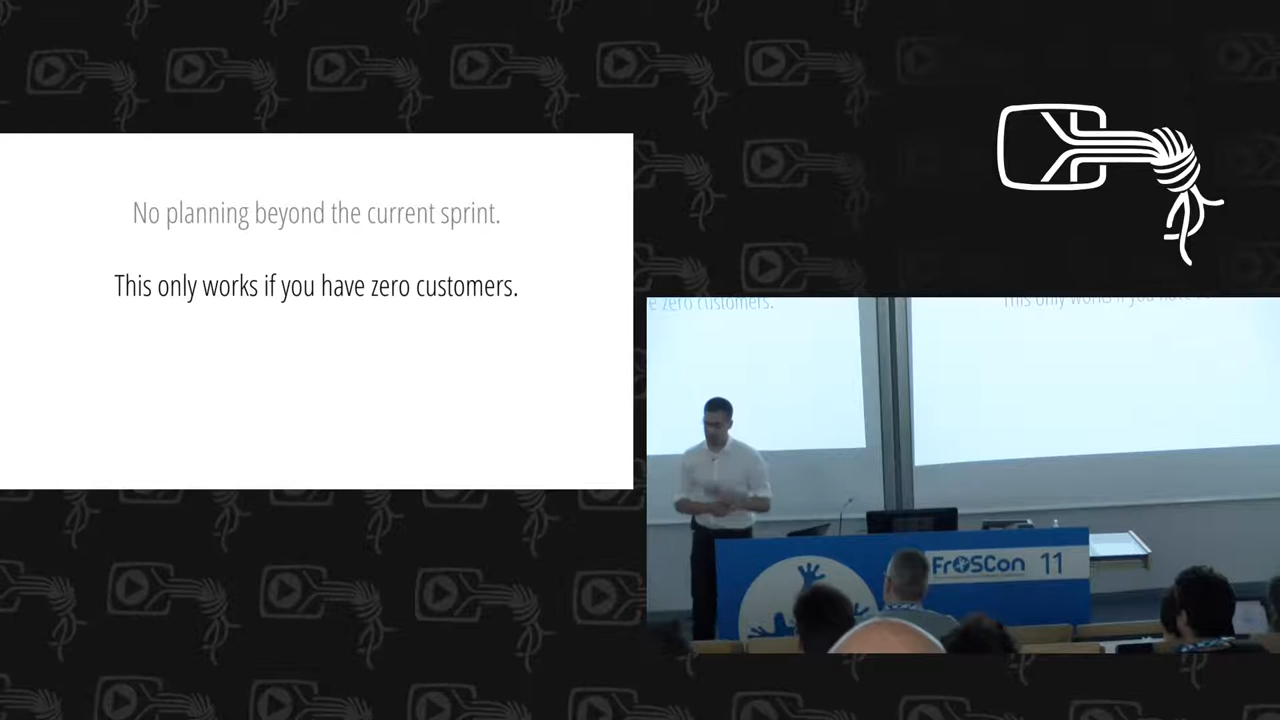 No planning beyond the current sprint.
This only works if you have zero customers.
e zero customers.
This only works if you have
FrOSCon 11